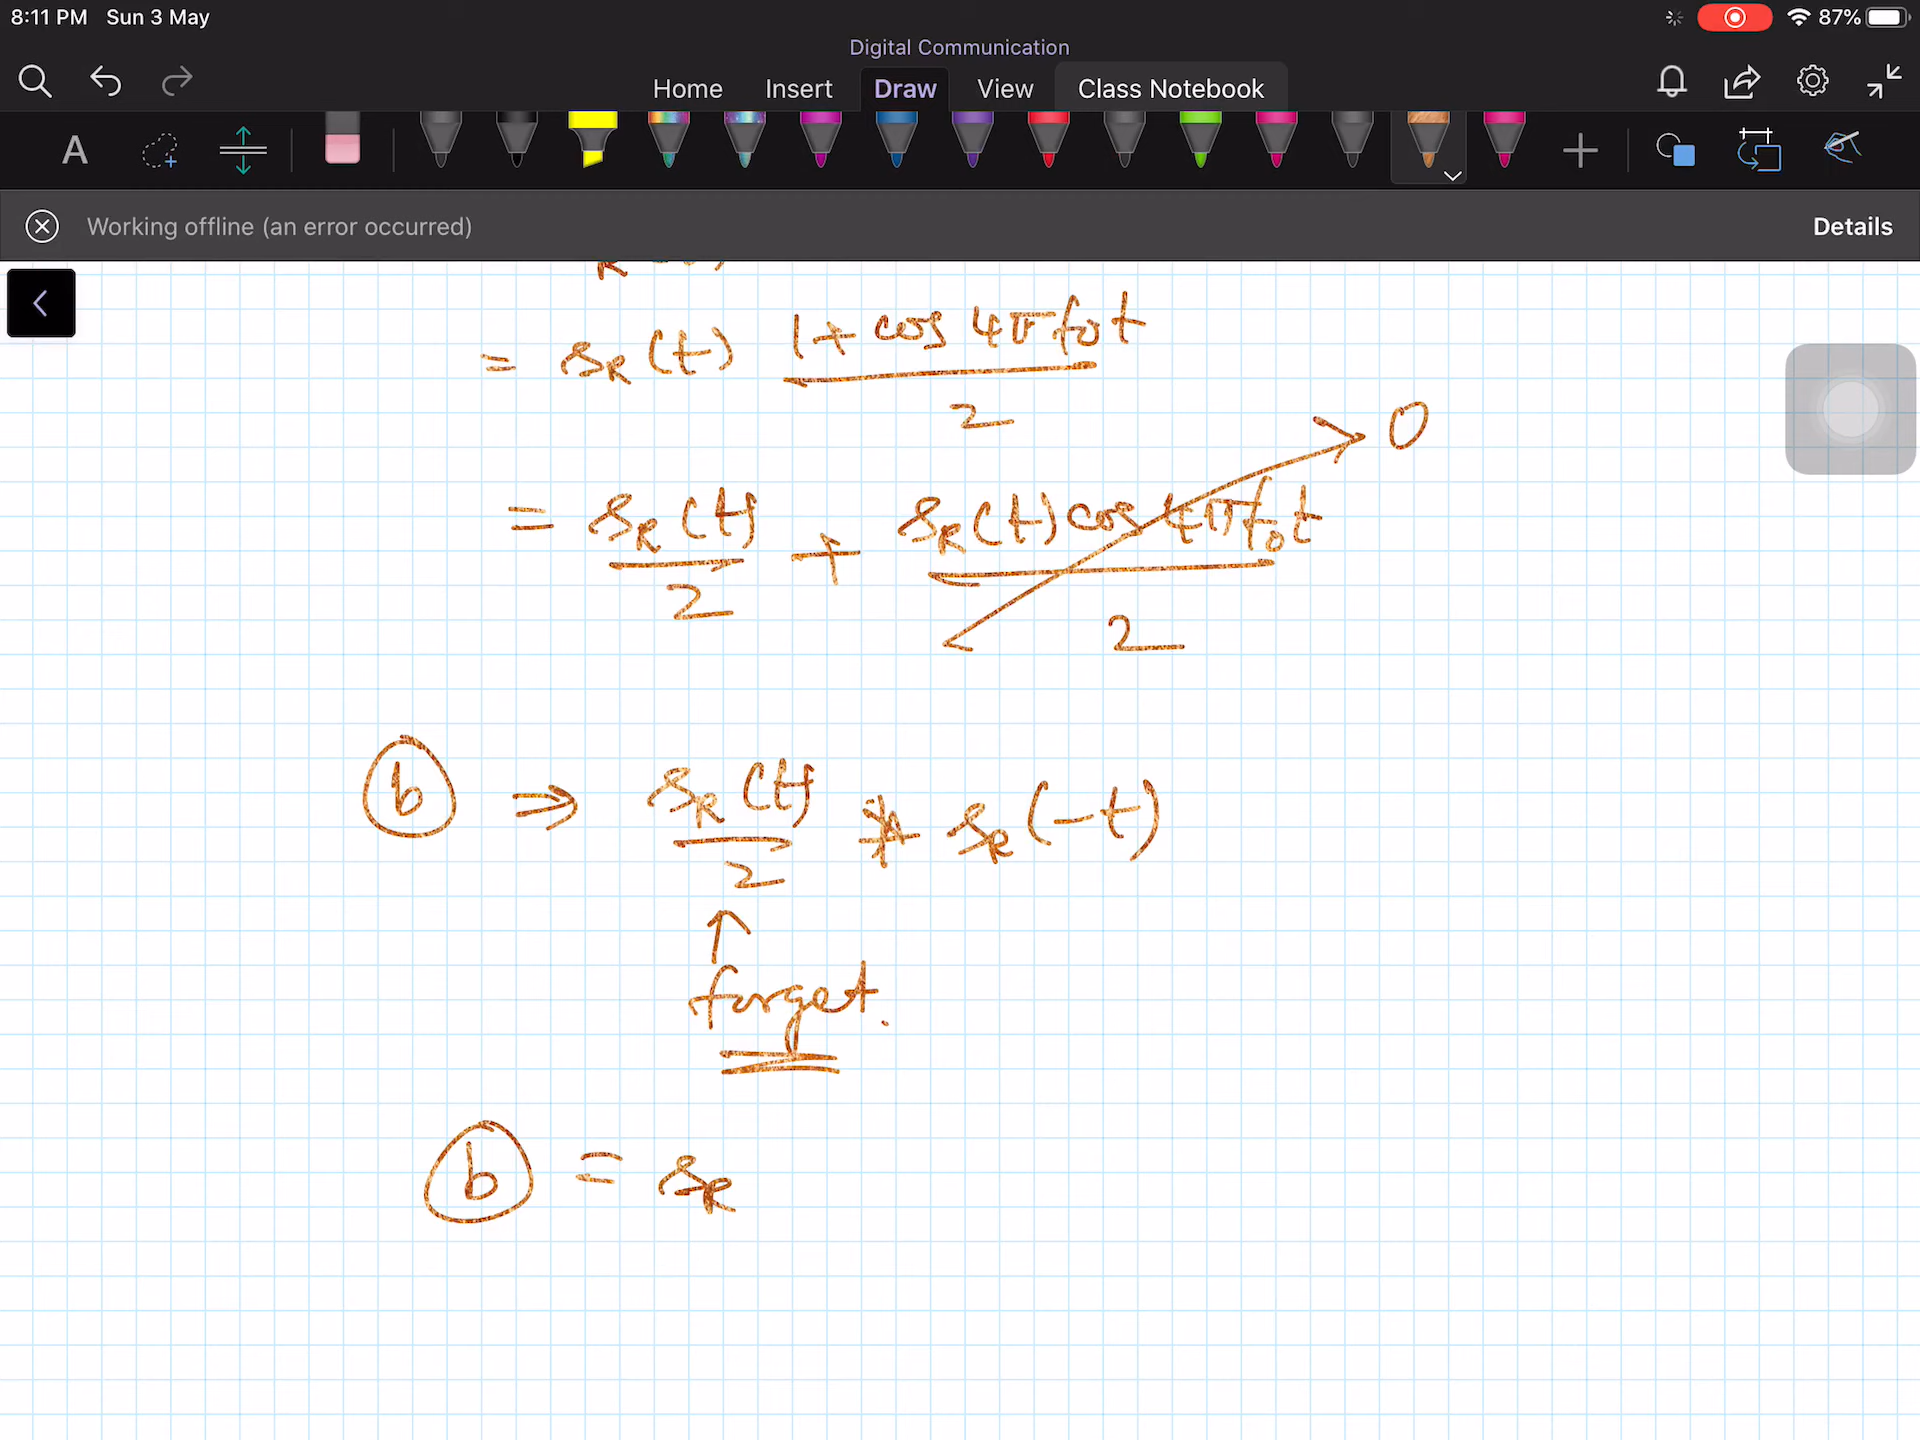 8:11 PM Sun 3 May 87%
Digital Communication
Home Insert Draw View Class Notebook
A
Working offline (an error occurred) Details
= s_R(t) (1 + cos 4πf₀t)/2
= s_R(t)/2 + s_R(t) cos 4πf₀t/2 → 0
b ⇒ s_R(t)/2 * s_R(-t)
↑
forget.
b = s_R